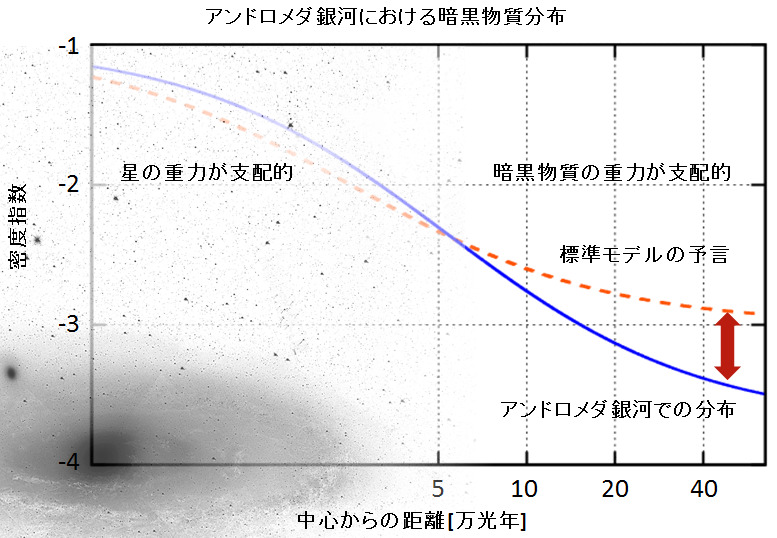 アンドロメダ銀河における暗黒物質分布
-1
星の重力が支配的
暗黒物質の重力が支配的
-2
密度指数
標準モデルの予言
-3
アンドロメダ銀河での分布
-4
5 10 20 40
中心からの距離[万光年]